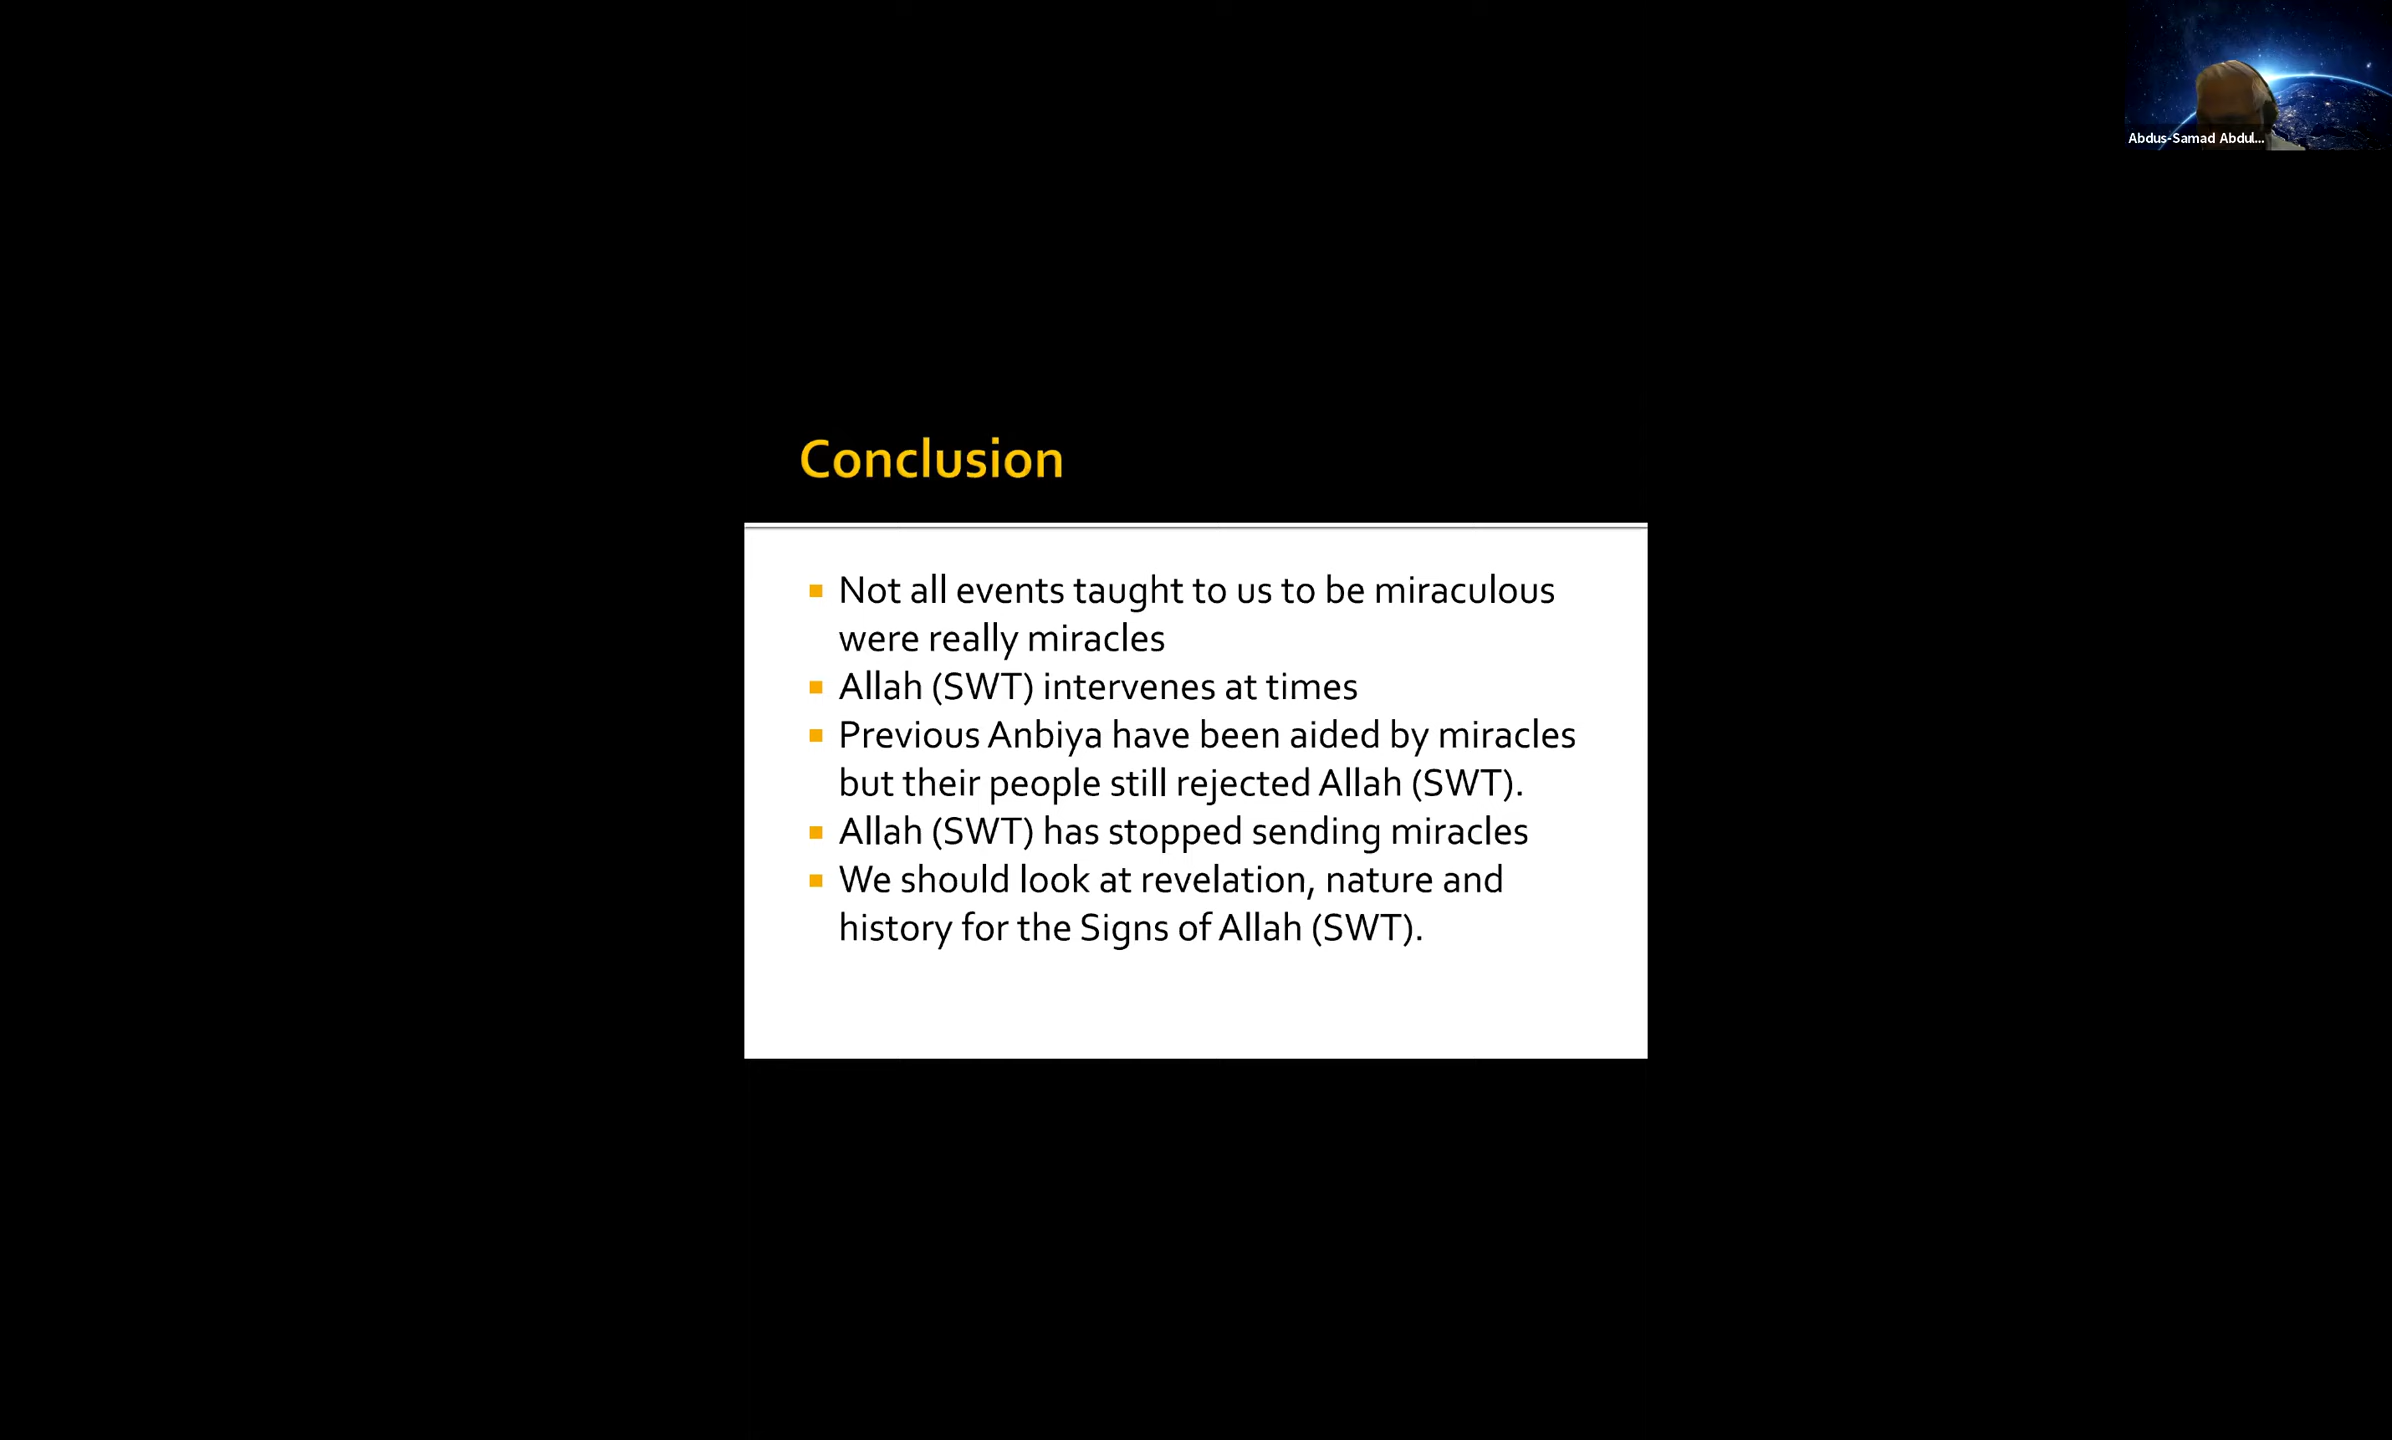 Abdus-Samad Abdul...
Conclusion
Not all events taught to us to be miraculous
were really miracles
Allah (SWT) intervenes at times
Previous Anbiya have been aided by miracles
but their people still rejected Allah (SWT).
Allah (SWT) has stopped sending miracles
We should look at revelation, nature and
history for the Signs of Allah (SWT).